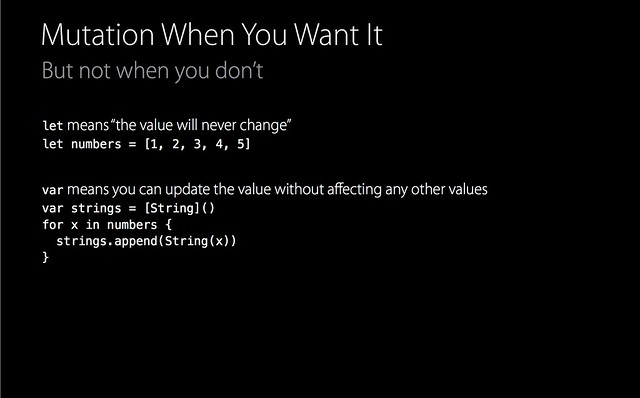 Mutation When You Want It
But not when you don’t
let means “the value will never change”
let numbers = [1, 2, 3, 4, 5]
var means you can update the value without affecting any other values
var strings = [String]()
for x in numbers {
  strings.append(String(x))
}